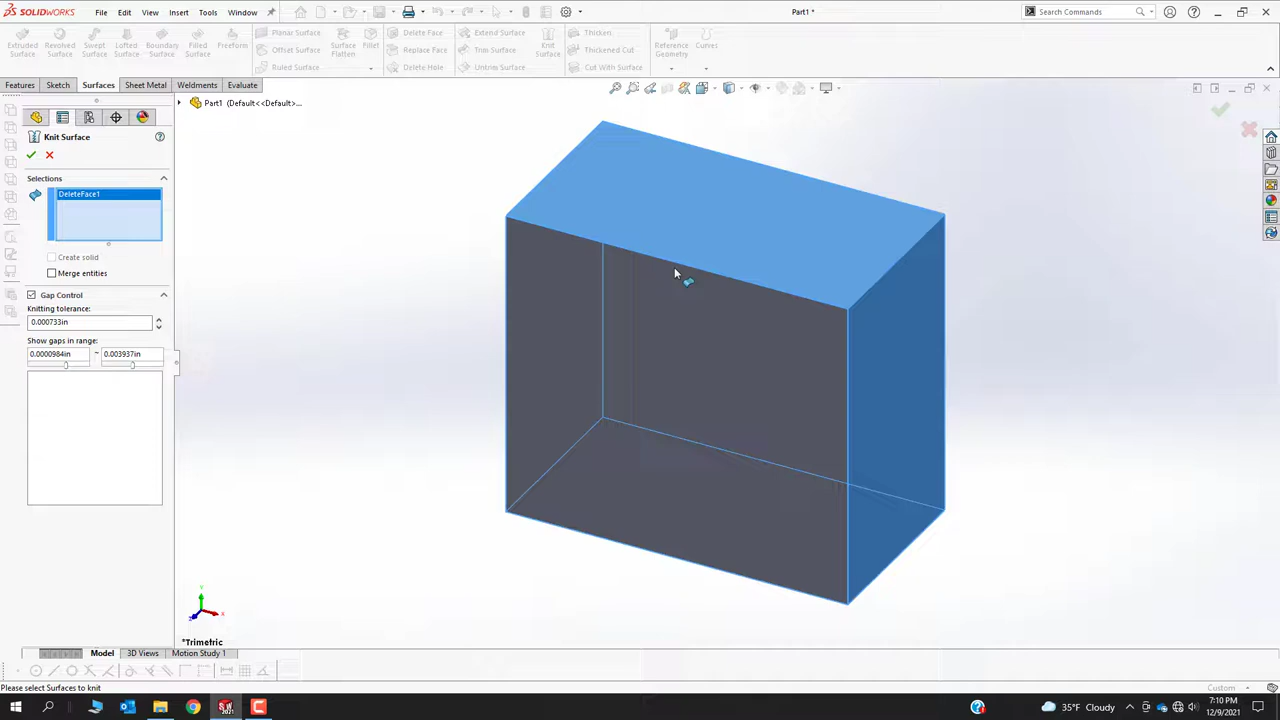 SOLIDWORKS File Edit View Insert Tools Window Part1 * Search Commands
Extruded Surface Revolved Surface Swept Surface Lofted Surface Boundary Surface Filled Surface Freeform Planar Surface Offset Surface Ruled Surface Surface Flatten Fillet Delete Face Replace Face Delete Hole Extend Surface Trim Surface Untrim Surface Knit Surface Thicken Thickened Cut Cut With Surface Reference Geometry Curves
Features Sketch Surfaces Sheet Metal Weldments Evaluate
Part1 (Default<<Default>...
Knit Surface
Selections
DeleteFace1
Create solid
Merge entities
Gap Control
Knitting tolerance:
0.000733in
Show gaps in range:
0.0000984in ~ 0.003937in
Y
X
Z
*Trimetric
Model 3D Views Motion Study 1
Please select Surfaces to knit Custom
35°F Cloudy 7:10 PM
12/9/2021